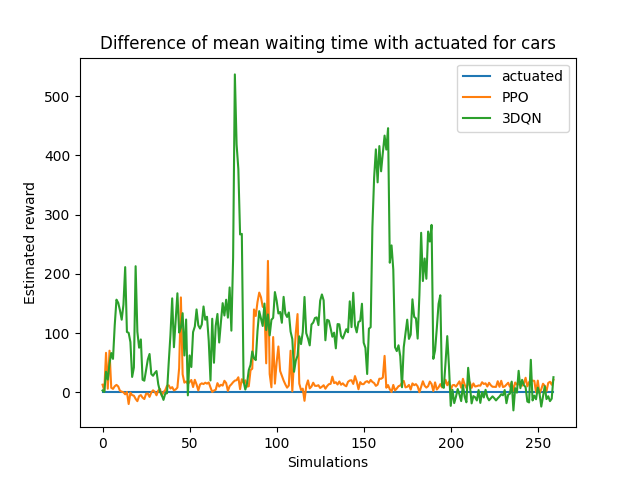 Difference of mean waiting time with actuated for cars
actuated
PPO
3DQN
Estimated reward
500
400
300
200
100
0
0
50
100
150
200
250
Simulations